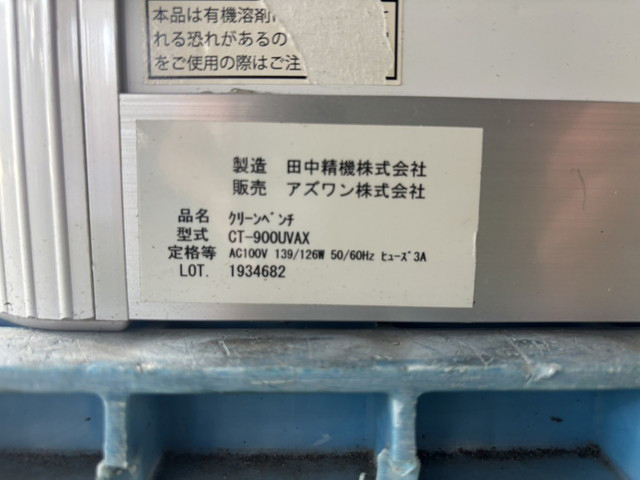 本品は有機溶剤
れる恐れがあるの
をご使用の際はご注
製造 田中精機株式会社
販売 アズワン株式会社
品名 ｸﾘｰﾝﾍﾞﾝﾁ
型式 CT-900UVAX
定格等 AC100V 139/126W 50/60Hz ﾋｭｰｽﾞ3A
LOT. 1934682